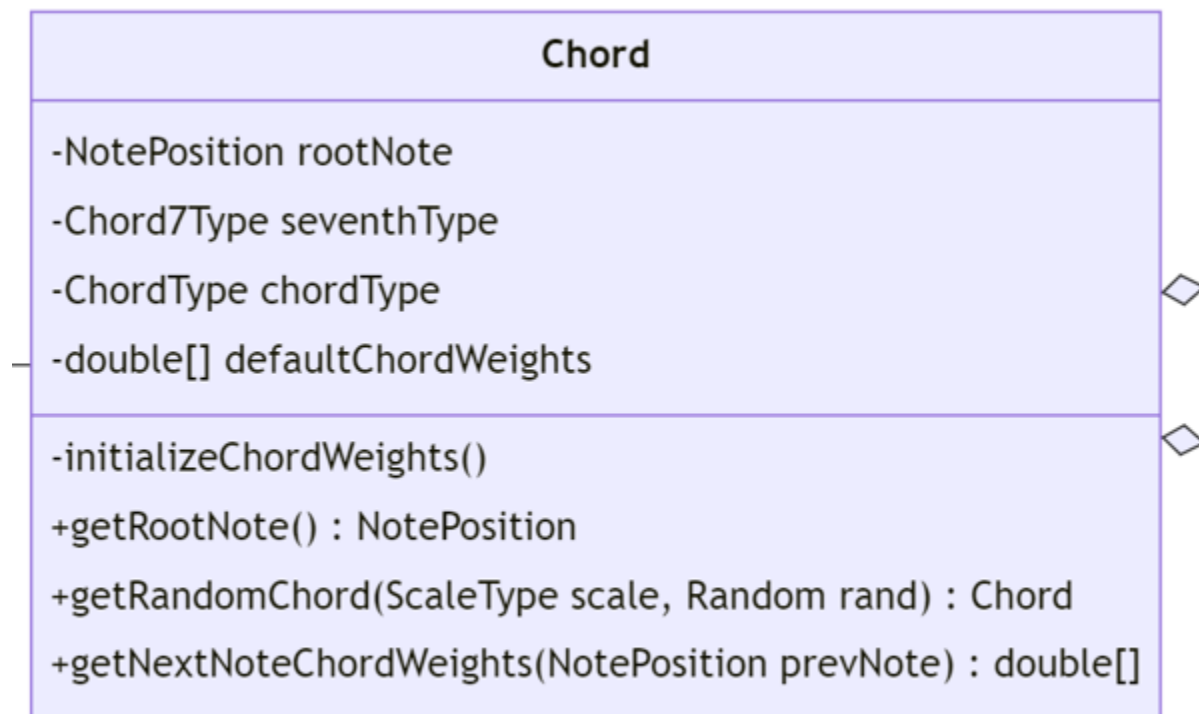 Chord
-NotePosition rootNote
-Chord7Type seventhType
-ChordType chordType
-double[] defaultChordWeights
-initializeChordWeights()
+getRootNote() : NotePosition
+getRandomChord(ScaleType scale, Random rand) : Chord
+getNextNoteChordWeights(NotePosition prevNote) : double[]